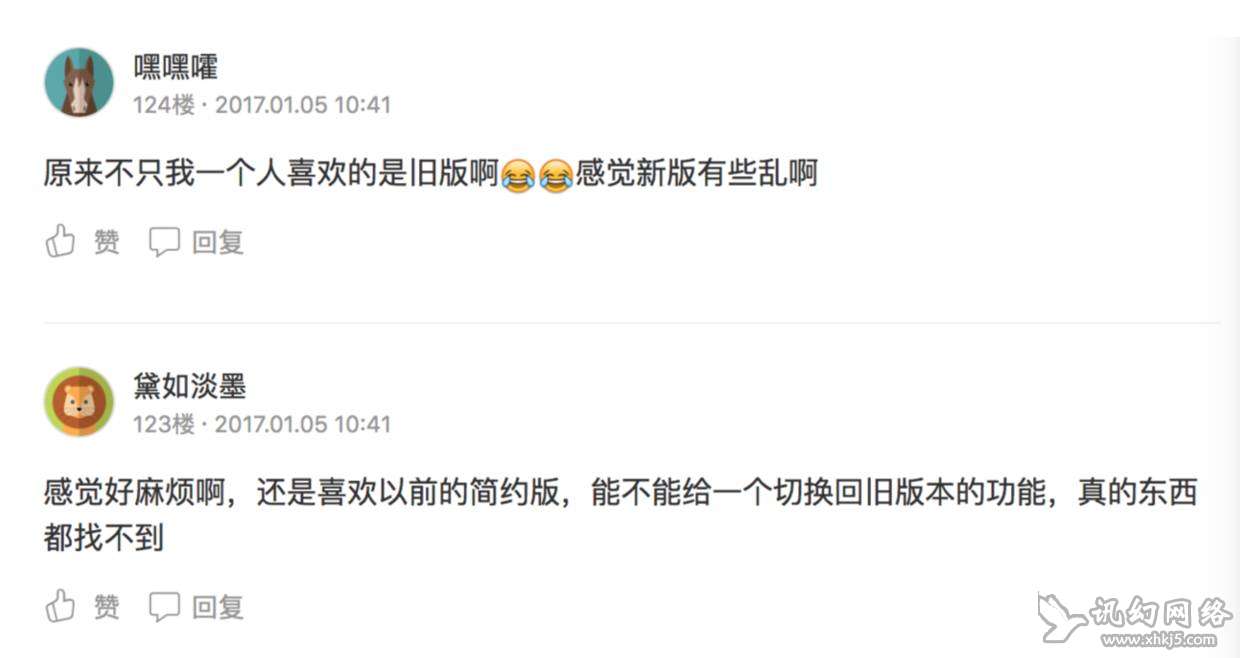 嘿嘿嚯
124楼 · 2017.01.05 10:41
原来不只我一个人喜欢的是旧版啊😂😂感觉新版有些乱啊
赞 回复
黛如淡墨
123楼 · 2017.01.05 10:41
感觉好麻烦啊，还是喜欢以前的简约版，能不能给一个切换回旧版本的功能，真的东西
都找不到
赞 回复
讯幻网络
www.xhkj5.com